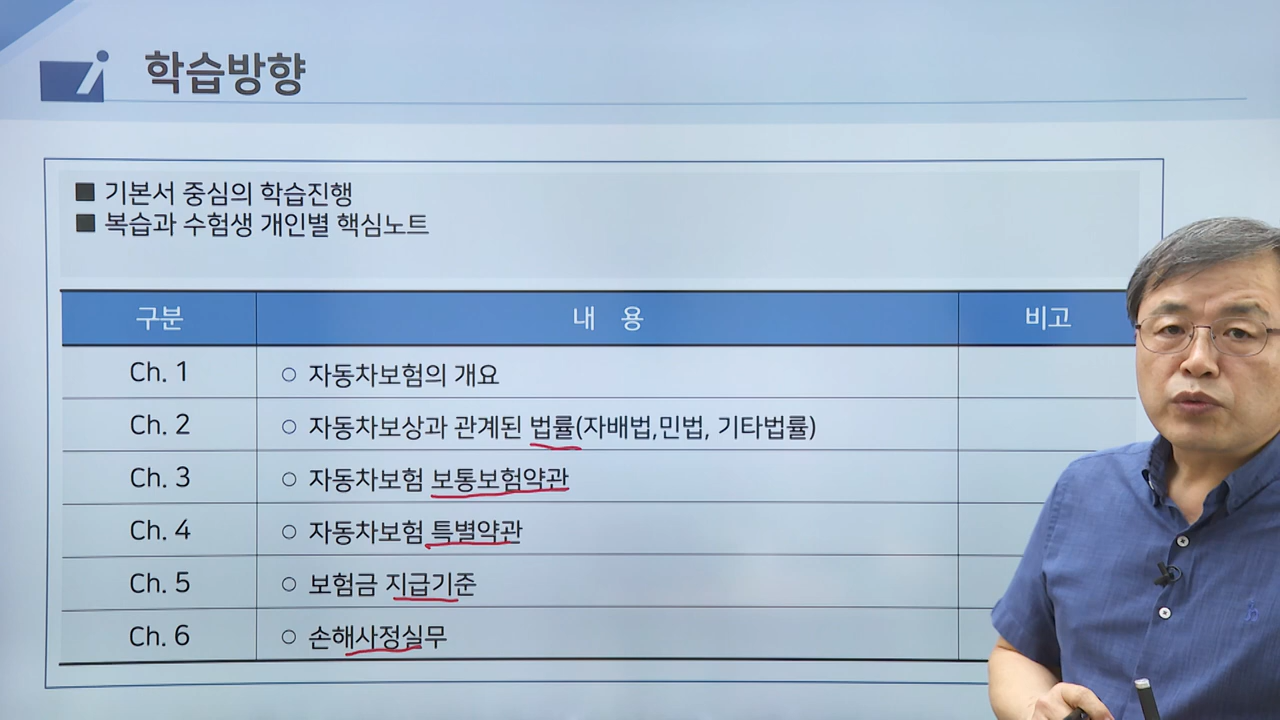 학습방향
■ 기본서 중심의 학습진행
■ 복습과 수험생 개인별 핵심노트
구분 내 용 비고
Ch. 1 ○ 자동차보험의 개요
Ch. 2 ○ 자동차보상과 관계된 법률(자배법,민법, 기타법률)
Ch. 3 ○ 자동차보험 보통보험약관
Ch. 4 ○ 자동차보험 특별약관
Ch. 5 ○ 보험금 지급기준
Ch. 6 ○ 손해사정실무